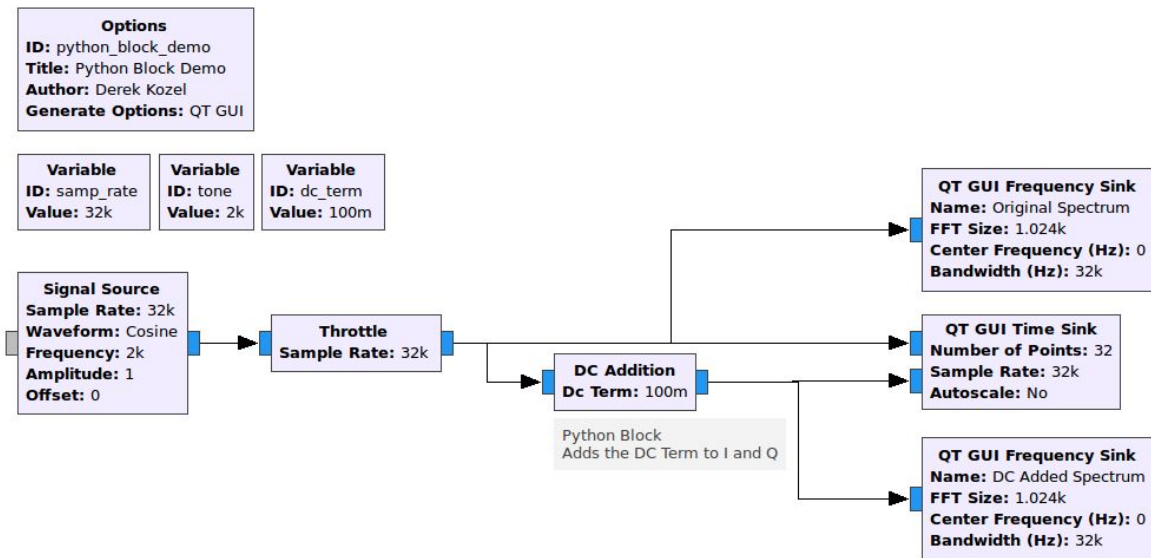 Options
ID: python_block_demo
Title: Python Block Demo
Author: Derek Kozel
Generate Options: QT GUI
Variable
ID: samp_rate
Value: 32k
Variable
ID: tone
Value: 2k
Variable
ID: dc_term
Value: 100m
QT GUI Frequency Sink
Name: Original Spectrum
FFT Size: 1.024k
Center Frequency (Hz): 0
Bandwidth (Hz): 32k
Signal Source
Sample Rate: 32k
Waveform: Cosine
Frequency: 2k
Amplitude: 1
Offset: 0
Throttle
Sample Rate: 32k
DC Addition
Dc Term: 100m
Python Block
Adds the DC Term to I and Q
QT GUI Time Sink
Number of Points: 32
Sample Rate: 32k
Autoscale: No
QT GUI Frequency Sink
Name: DC Added Spectrum
FFT Size: 1.024k
Center Frequency (Hz): 0
Bandwidth (Hz): 32k